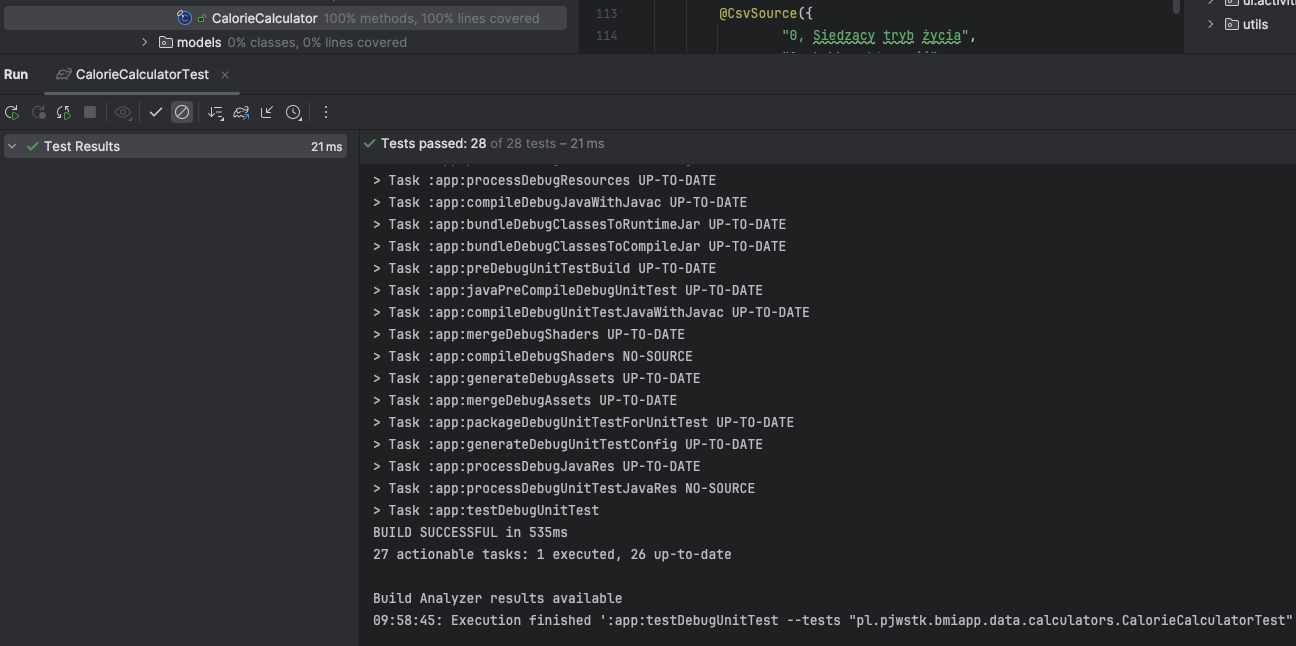 CalorieCalculator 100% methods, 100% lines covered
models 0% classes, 0% lines covered
113 @CsvSource({
114 "0, Siedzący tryb życia",
utils
Run CalorieCalculatorTest
Test Results 21 ms
Tests passed: 28 of 28 tests – 21 ms
> Task :app:processDebugResources UP-TO-DATE
> Task :app:compileDebugJavaWithJavac UP-TO-DATE
> Task :app:bundleDebugClassesToRuntimeJar UP-TO-DATE
> Task :app:bundleDebugClassesToCompileJar UP-TO-DATE
> Task :app:preDebugUnitTestBuild UP-TO-DATE
> Task :app:javaPreCompileDebugUnitTest UP-TO-DATE
> Task :app:compileDebugUnitTestJavaWithJavac UP-TO-DATE
> Task :app:mergeDebugShaders UP-TO-DATE
> Task :app:compileDebugShaders NO-SOURCE
> Task :app:generateDebugAssets UP-TO-DATE
> Task :app:mergeDebugAssets UP-TO-DATE
> Task :app:packageDebugUnitTestForUnitTest UP-TO-DATE
> Task :app:generateDebugUnitTestConfig UP-TO-DATE
> Task :app:processDebugJavaRes UP-TO-DATE
> Task :app:processDebugUnitTestJavaRes NO-SOURCE
> Task :app:testDebugUnitTest
BUILD SUCCESSFUL in 535ms
27 actionable tasks: 1 executed, 26 up-to-date
Build Analyzer results available
09:58:45: Execution finished ':app:testDebugUnitTest --tests "pl.pjwstk.bmiapp.data.calculators.CalorieCalculatorTest"